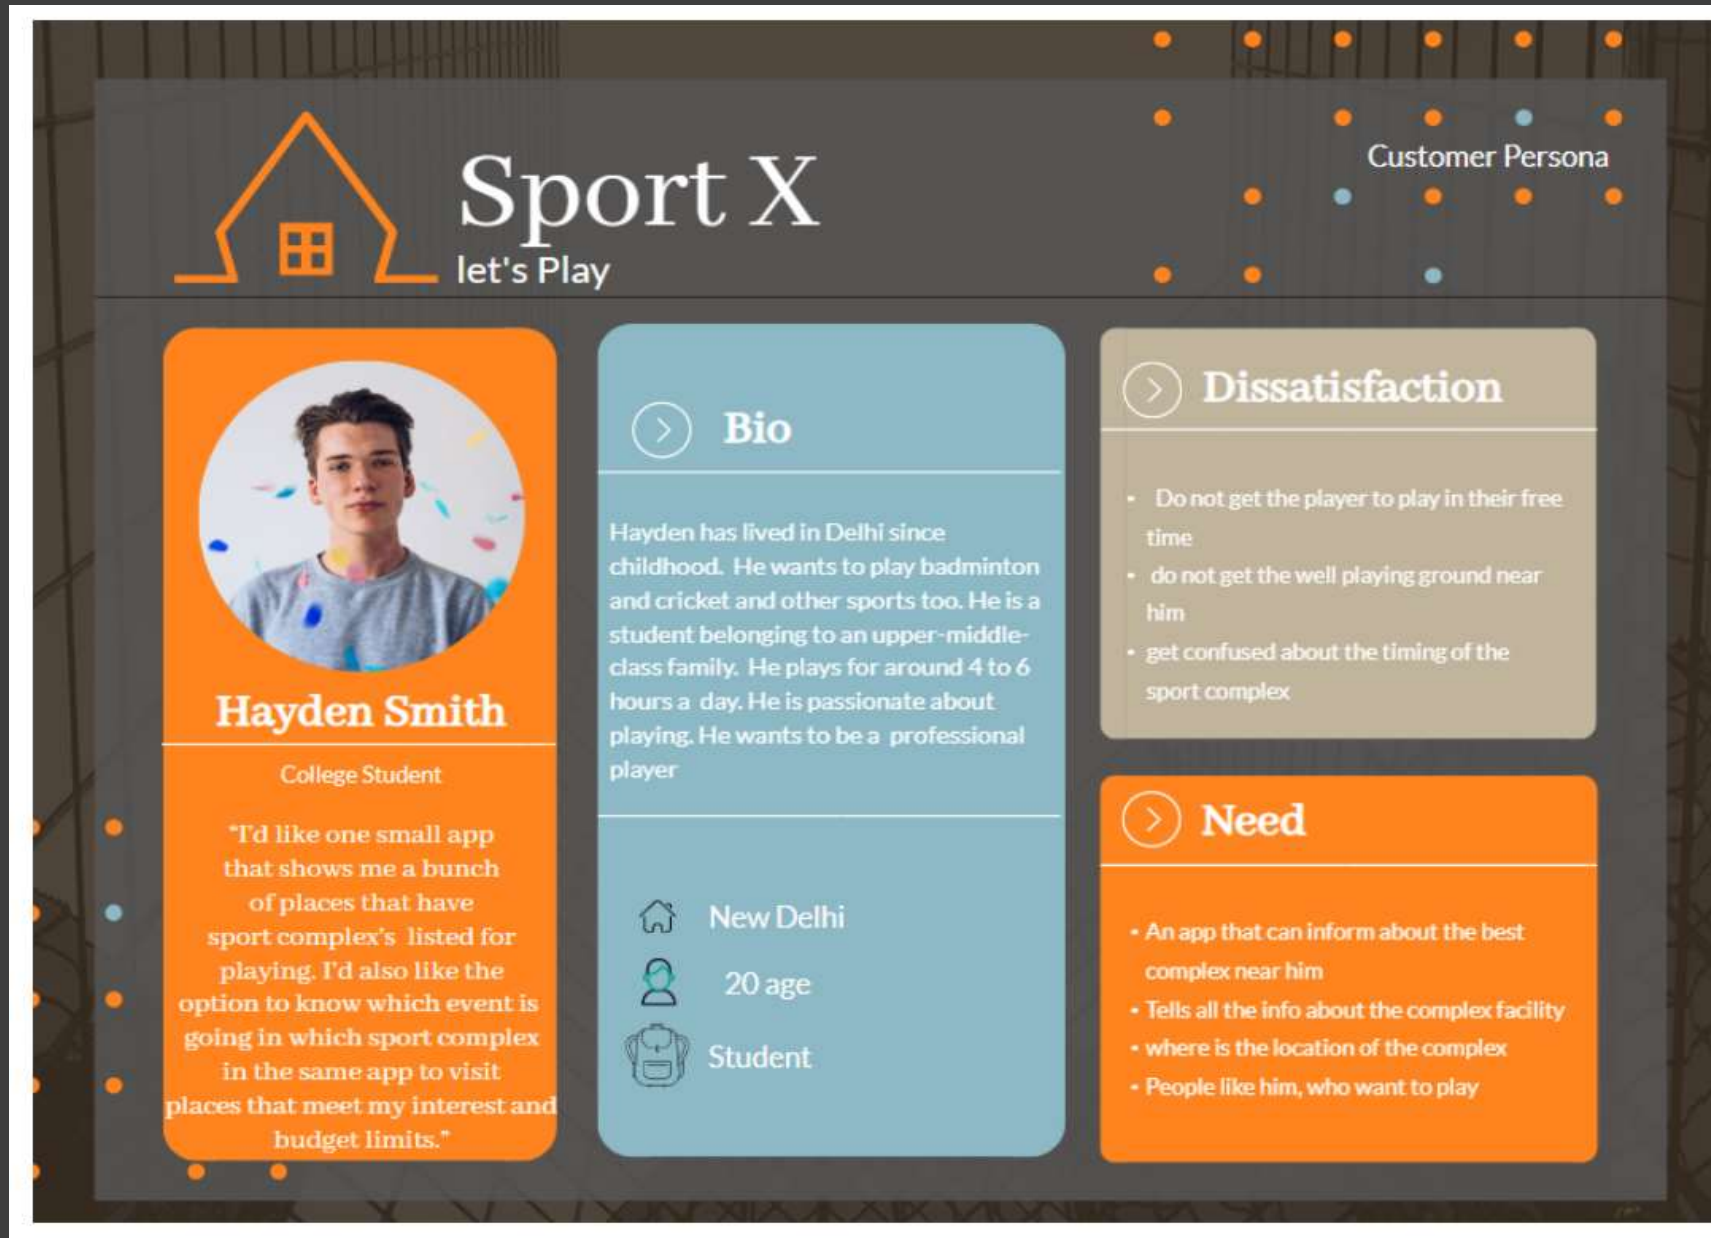 Sport X
let's Play
Customer Persona
Hayden Smith
College Student
"I'd like one small app
that shows me a bunch
of places that have
sport complex's listed for
playing. I'd also like the
option to know which event is
going in which sport complex
in the same app to visit
places that meet my interest and
budget limits."
Bio
Hayden has lived in Delhi since
childhood. He wants to play badminton
and cricket and other sports too. He is a
student belonging to an upper-middle-
class family. He plays for around 4 to 6
hours a day. He is passionate about
playing. He wants to be a professional
player
New Delhi
20 age
Student
Dissatisfaction
• Do not get the player to play in their free
time
• do not get the well playing ground near
him
• get confused about the timing of the
sport complex
Need
• An app that can inform about the best
complex near him
• Tells all the info about the complex facility
• where is the location of the complex
• People like him, who want to play